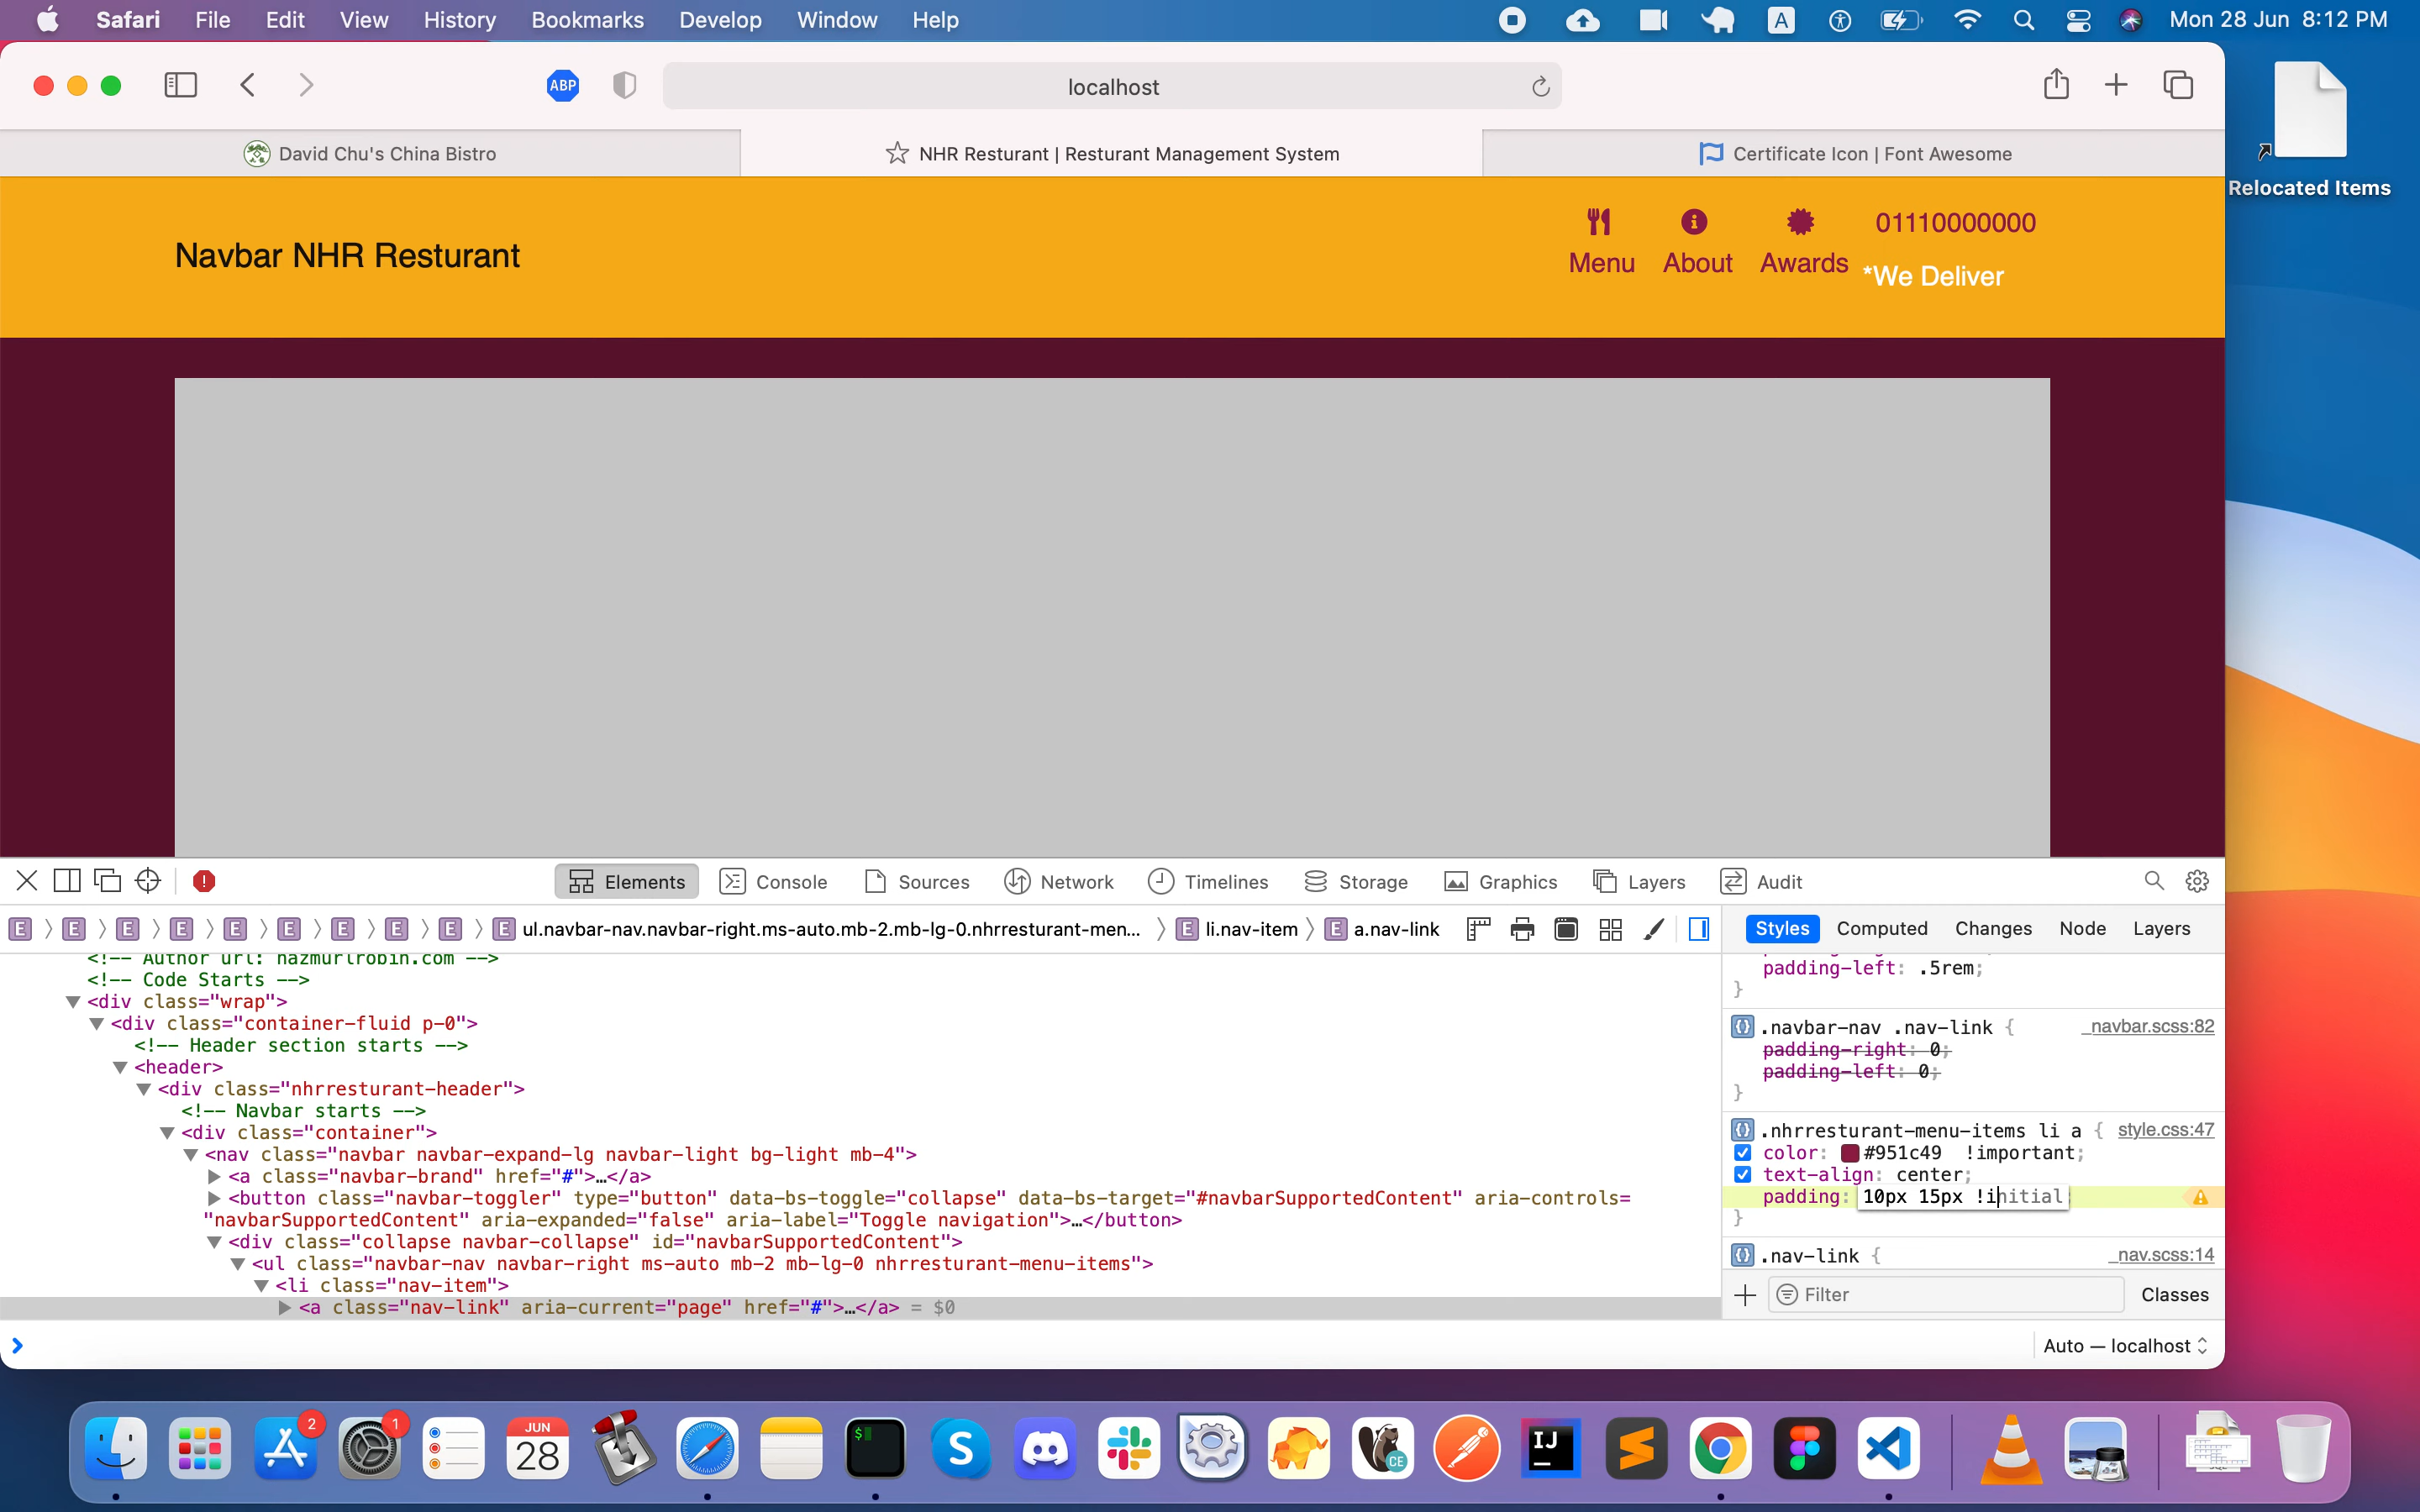 Safari File Edit View History Bookmarks Develop Window Help A Mon 28 Jun 8:12 PM
ABP localhost
David Chu's China Bistro NHR Resturant | Resturant Management System Certificate Icon | Font Awesome
Relocated Items
Navbar NHR Resturant
Menu About Awards
01110000000
*We Deliver
Elements Console Sources Network Timelines Storage Graphics Layers Audit
E E E E E E E E E E ul.navbar-nav.navbar-right.ms-auto.mb-2.mb-lg-0.nhrresturant-men... E li.nav-item E a.nav-link
Styles Computed Changes Node Layers
<!-- Author url: nazmurlrobin.com -->
<!-- Code Starts -->
<div class="wrap">
<div class="container-fluid p-0">
<!-- Header section starts -->
<header>
<div class="nhrresturant-header">
<!-- Navbar starts -->
<div class="container">
<nav class="navbar navbar-expand-lg navbar-light bg-light mb-4">
<a class="navbar-brand" href="#">…</a>
<button class="navbar-toggler" type="button" data-bs-toggle="collapse" data-bs-target="#navbarSupportedContent" aria-controls=
"navbarSupportedContent" aria-expanded="false" aria-label="Toggle navigation">…</button>
<div class="collapse navbar-collapse" id="navbarSupportedContent">
<ul class="navbar-nav navbar-right ms-auto mb-2 mb-lg-0 nhrresturant-menu-items">
<li class="nav-item">
<a class="nav-link" aria-current="page" href="#">…</a> = $0
padding-left: .5rem;
}
.navbar-nav .nav-link { _navbar.scss:82
padding-right: 0;
padding-left: 0;
}
.nhrresturant-menu-items li a { style.css:47
color: #951c49 !important;
text-align: center;
padding: 10px 15px !initial
}
.nav-link { _nav.scss:14
Filter Classes
Auto — localhost
2 1 JUN 28 $ S CE IJ